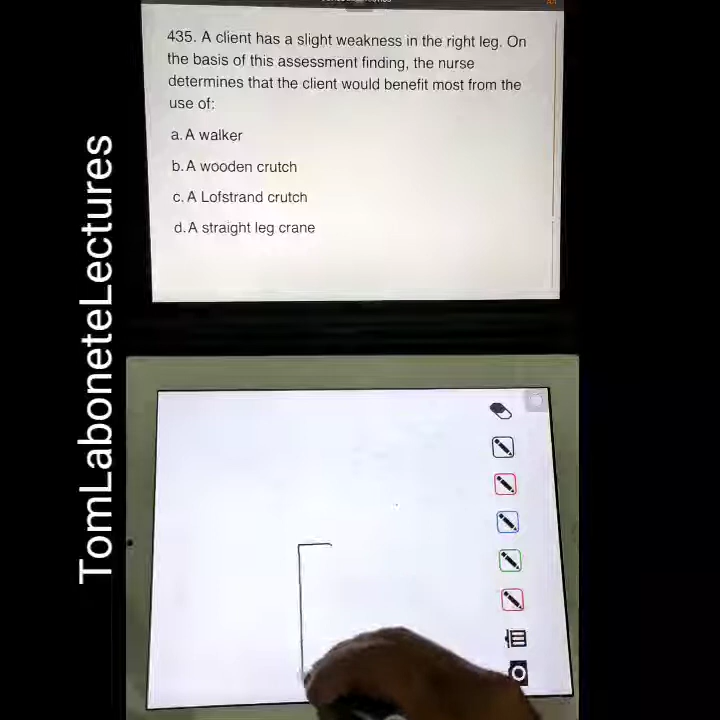 435. A client has a slight weakness in the right leg. On
the basis of this assessment finding, the nurse
determines that the client would benefit most from the
use of:
a. A walker
b. A wooden crutch
c. A Lofstrand crutch
d. A straight leg crane
TomLaboneteLectures